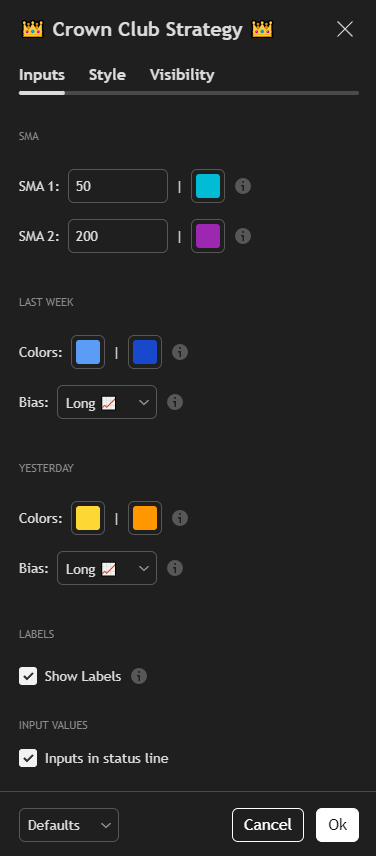 👑 Crown Club Strategy 👑
Inputs Style Visibility
SMA
SMA 1: 50 |
SMA 2: 200 |
LAST WEEK
Colors: |
Bias: Long 📈
YESTERDAY
Colors: |
Bias: Long 📈
LABELS
Show Labels
INPUT VALUES
Inputs in status line
Defaults Cancel Ok